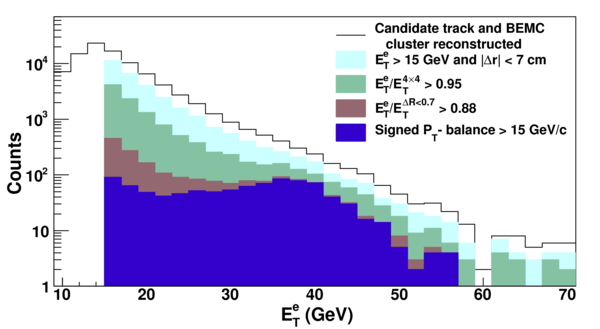 Candidate track and BEMC
cluster reconstructed
E_T^e > 15 GeV and |Δr| < 7 cm
E_T^e/E_T^{4×4} > 0.95
E_T^e/E_T^{ΔR<0.7} > 0.88
Signed P_T- balance > 15 GeV/c
Counts
10^4
10^3
10^2
10
1
10 20 30 40 50 60 70
E_T^e (GeV)